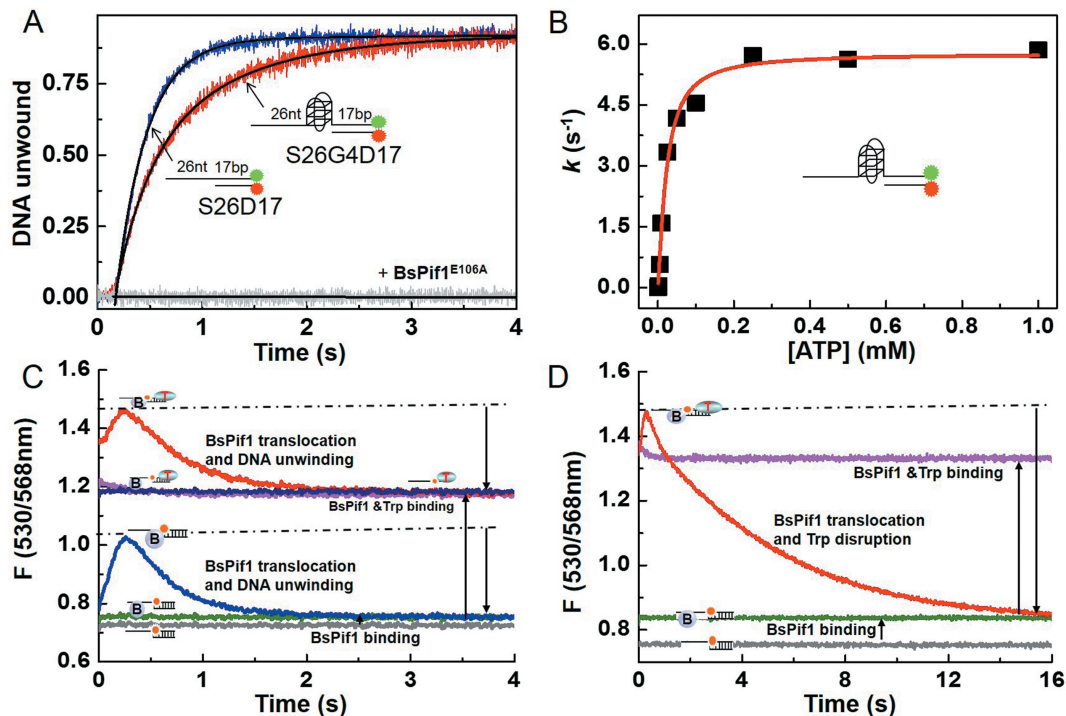 A
DNA unwound
0.75
0.50
0.25
0.00
26nt 17bp
S26G4D17
26nt 17bp
S26D17
+ BsPif1E106A
0 1 2 3 4
Time (s)
B
k (s-1)
6.0
4.5
3.0
1.5
0.0
0.0 0.2 0.4 0.6 0.8 1.0
[ATP] (mM)
C
F (530/568nm)
1.6
1.4
1.2
1.0
0.8
0.6
B T
BsPif1 translocation
and DNA unwinding
B T
T
BsPif1 &Trp binding
B
BsPif1 translocation
and DNA unwinding
B
BsPif1 binding
0 1 2 3 4
Time (s)
D
F (530/568nm)
1.6
1.4
1.2
1.0
0.8
B T
BsPif1 &Trp binding
BsPif1 translocation
and Trp disruption
B
BsPif1 binding
0 4 8 12 16
Time (s)